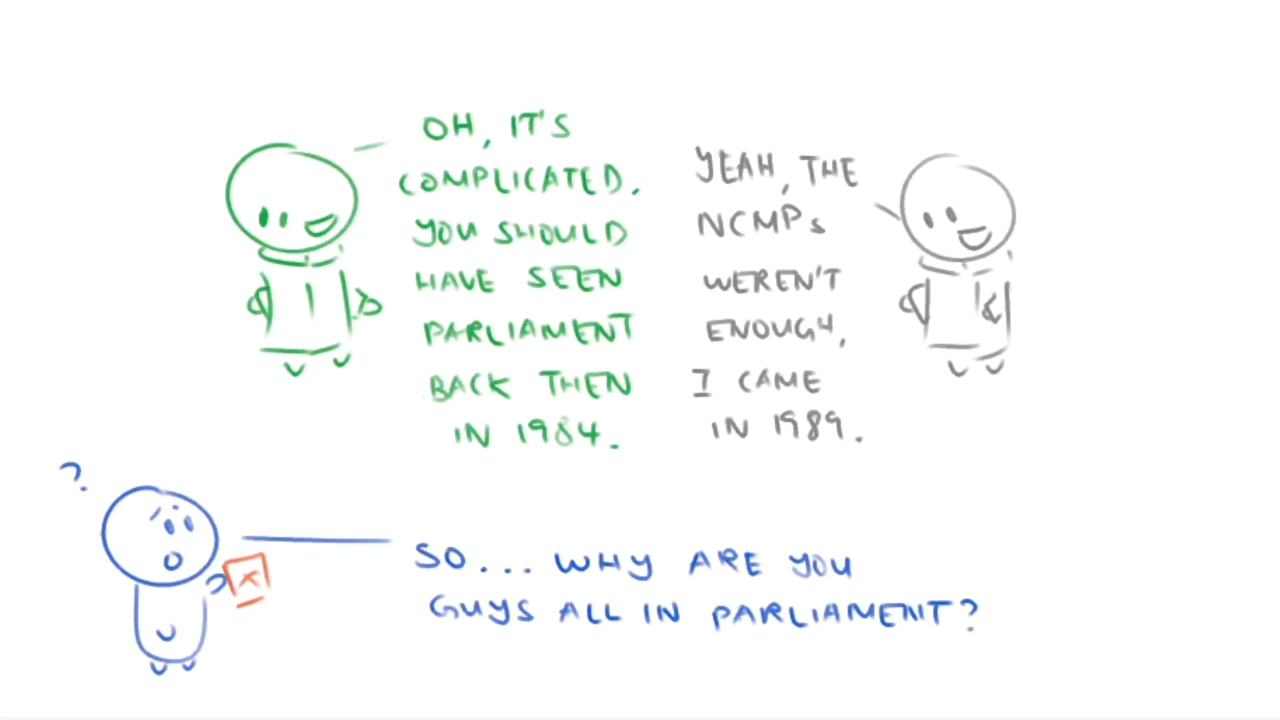 OH, IT'S
COMPLICATED.
YOU SHOULD
HAVE SEEN
PARLIAMENT
BACK THEN
IN 1984.
YEAH, THE
NCMPs
WEREN'T
ENOUGH,
I CAME
IN 1989.
?
SO... WHY ARE YOU
GUYS ALL IN PARLIAMENT?
x